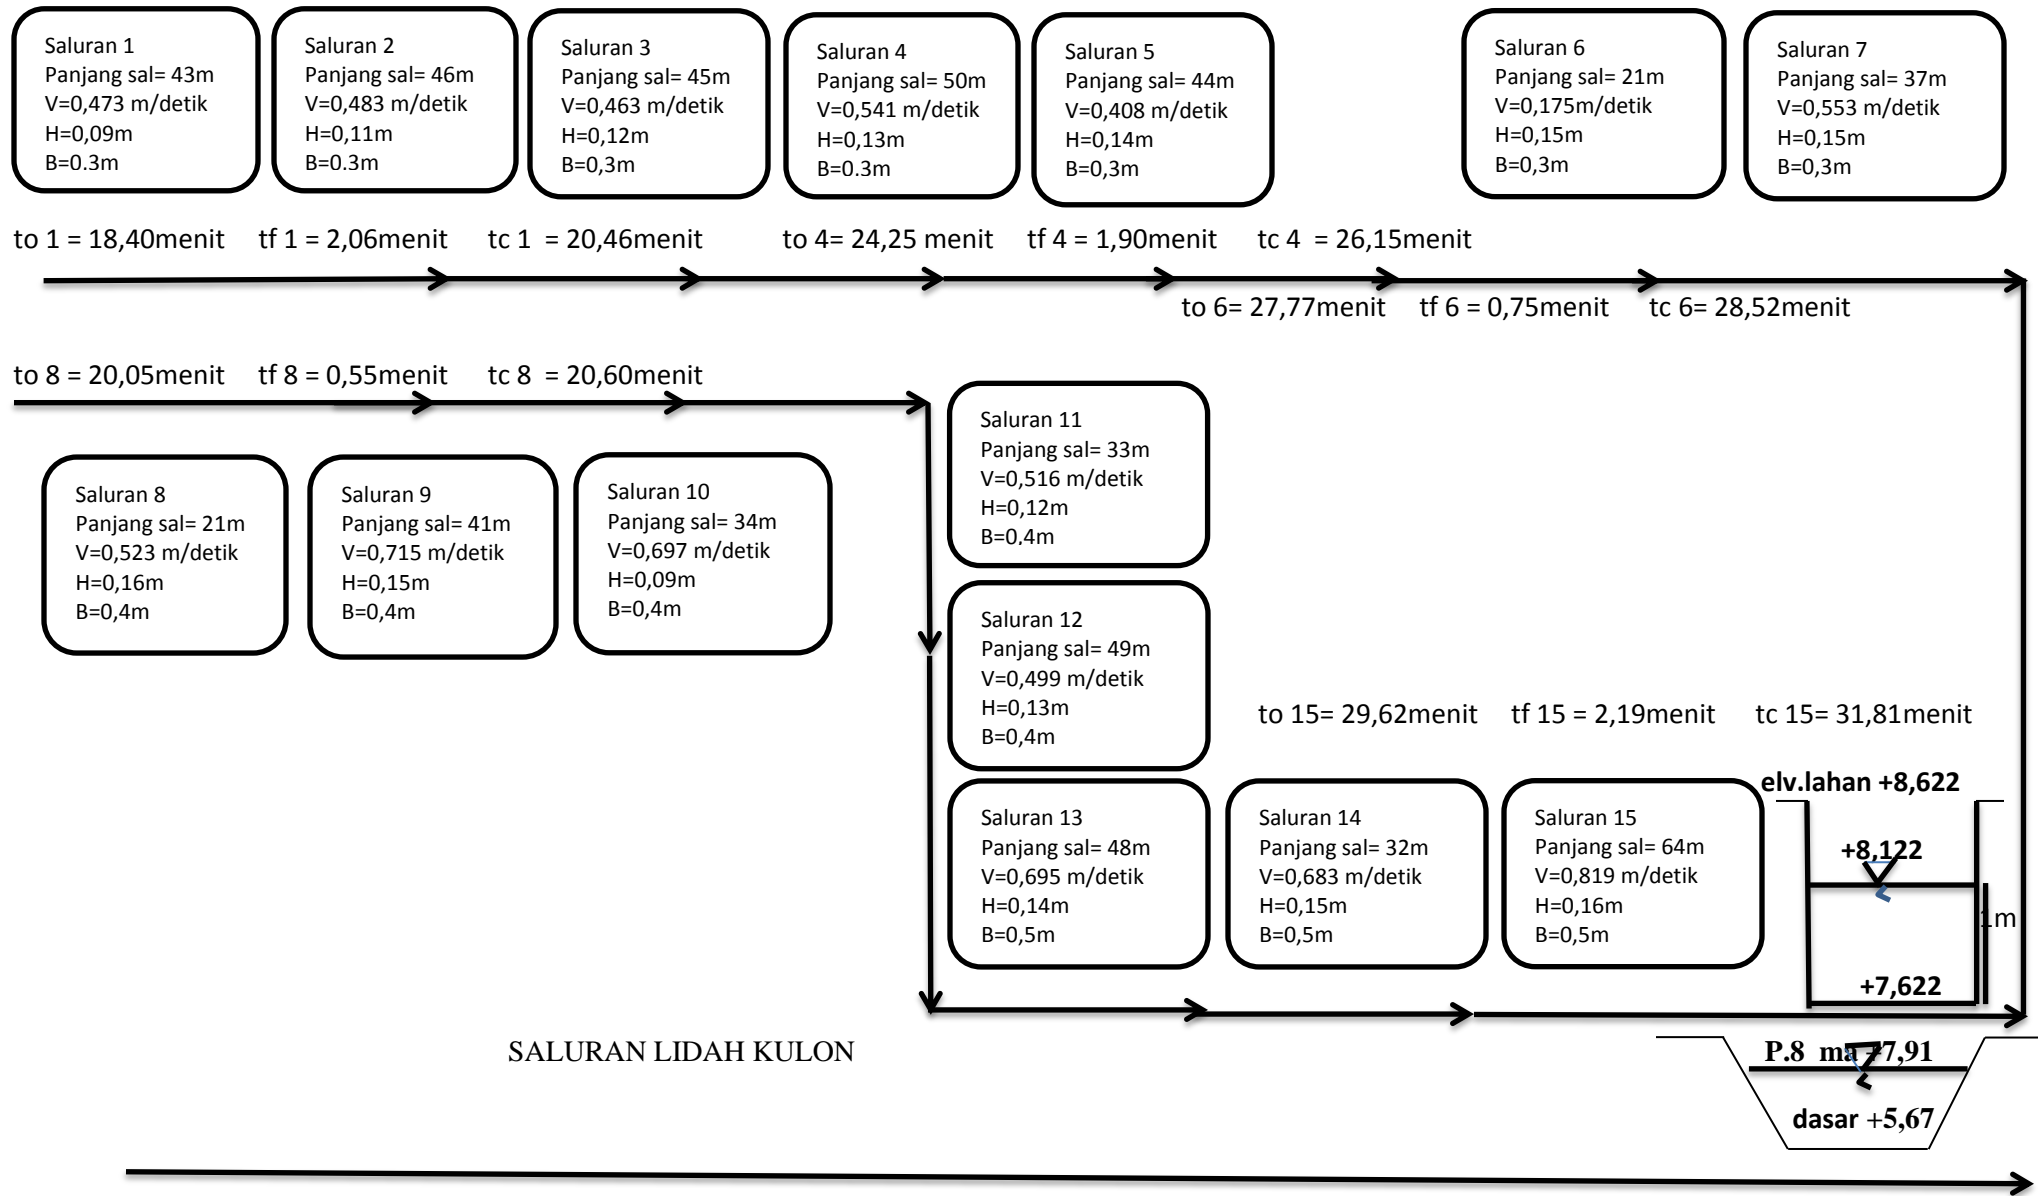 Saluran 1
Panjang sal= 43m
V=0,473 m/detik
H=0,09m
B=0.3m
Saluran 2
Panjang sal= 46m
V=0,483 m/detik
H=0,11m
B=0.3m
Saluran 3
Panjang sal= 45m
V=0,463 m/detik
H=0,12m
B=0,3m
Saluran 4
Panjang sal= 50m
V=0,541 m/detik
H=0,13m
B=0.3m
Saluran 5
Panjang sal= 44m
V=0,408 m/detik
H=0,14m
B=0,3m
Saluran 6
Panjang sal= 21m
V=0,175m/detik
H=0,15m
B=0,3m
Saluran 7
Panjang sal= 37m
V=0,553 m/detik
H=0,15m
B=0,3m
to 1 = 18,40menit tf 1 = 2,06menit tc 1 = 20,46menit to 4= 24,25 menit tf 4 = 1,90menit tc 4 = 26,15menit
to 6= 27,77menit tf 6 = 0,75menit tc 6= 28,52menit
to 8 = 20,05menit tf 8 = 0,55menit tc 8 = 20,60menit
Saluran 8
Panjang sal= 21m
V=0,523 m/detik
H=0,16m
B=0,4m
Saluran 9
Panjang sal= 41m
V=0,715 m/detik
H=0,15m
B=0,4m
Saluran 10
Panjang sal= 34m
V=0,697 m/detik
H=0,09m
B=0,4m
Saluran 11
Panjang sal= 33m
V=0,516 m/detik
H=0,12m
B=0.4m
Saluran 12
Panjang sal= 49m
V=0,499 m/detik
H=0,13m
B=0,4m
to 15= 29,62menit tf 15 = 2,19menit tc 15= 31,81menit
Saluran 13
Panjang sal= 48m
V=0,695 m/detik
H=0,14m
B=0,5m
Saluran 14
Panjang sal= 32m
V=0,683 m/detik
H=0,15m
B=0,5m
Saluran 15
Panjang sal= 64m
V=0,819 m/detik
H=0,16m
B=0,5m
elv.lahan +8,622
+8,122
1m
+7,622
SALURAN LIDAH KULON
P.8 ma +7,91
dasar +5,67